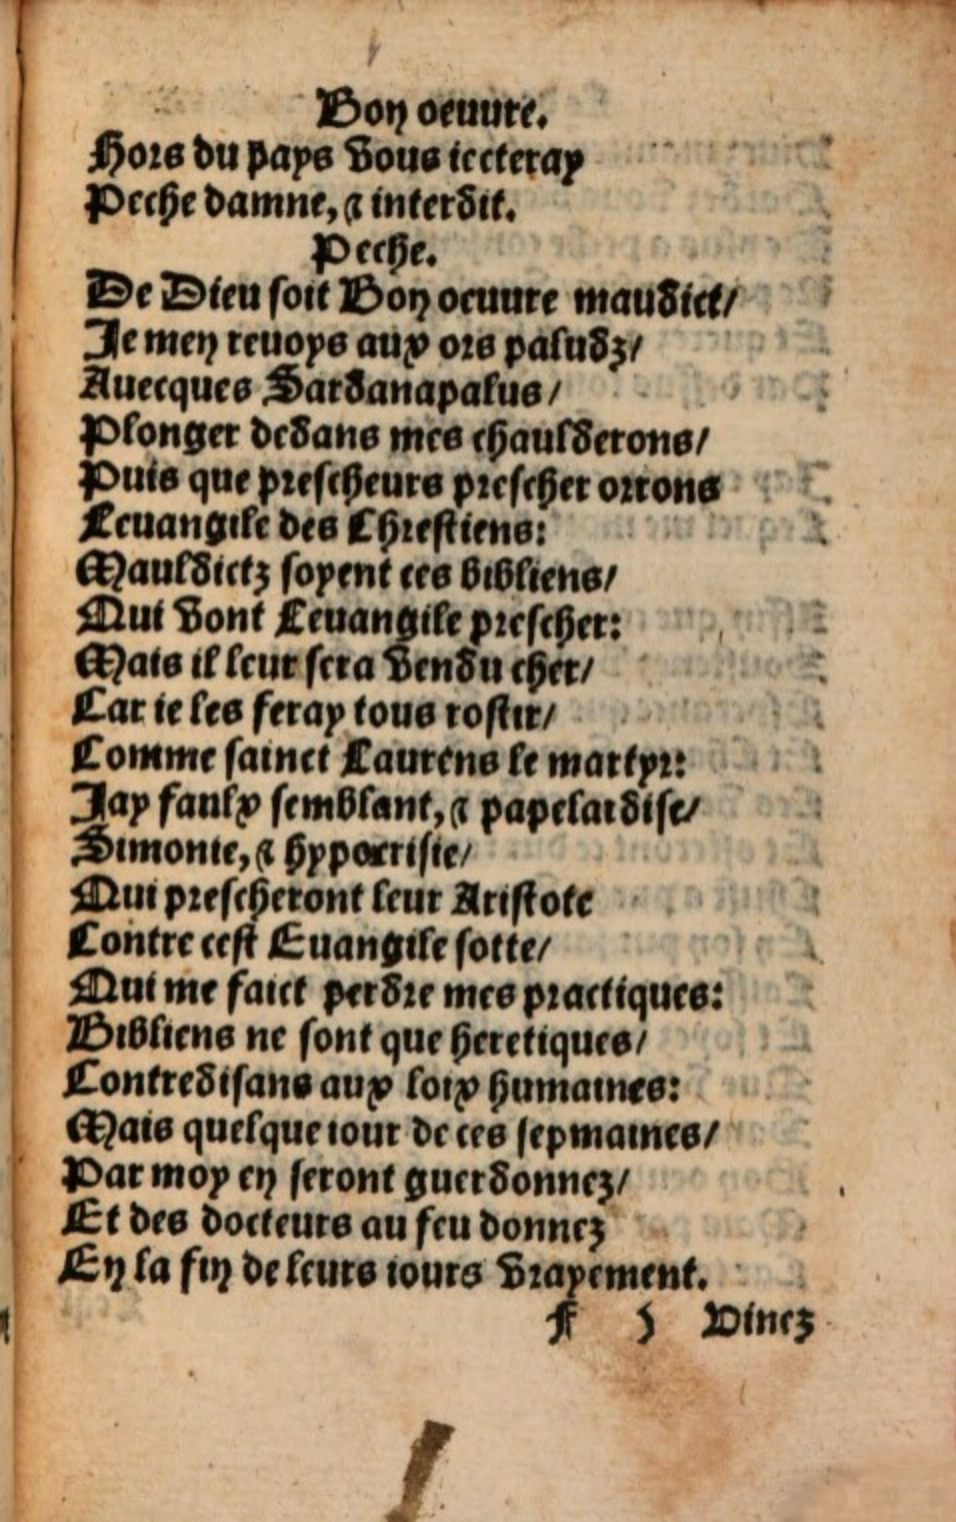 Bon oeuure.
Hors du pays vous iecteray
Peche damne, & interdit.
Peche.
De Dieu soit Bon oeuure maudict/
Je men reuoys aux ors paludz/
Auecques Sardanapalus/
Plonger dedans mes chaulderons/
Puis que prescheurs prescher orrons
Leuangile des Chrestiens:
Mauldictz soyent ces bibliens/
Qui vont Leuangile prescher:
Mais il leur sera vendu cher/
Car ie les feray tous rostir/
Comme sainct Laurens le martyr:
Jay faulx semblant, & papelardise/
Simonie, & hypocrisie/
Qui prescheront leur Aristote
Contre cest Euangile sotte/
Qui me faict perdre mes practiques:
Bibliens ne sont que heretiques/
Contredisans aux loix humaines:
Mais quelque iour de ces sepmaines/
Par moy en seront guerdonnez/
Et des docteurs au feu donnez
En la fin de leurs iours vrayement.
f Vinez